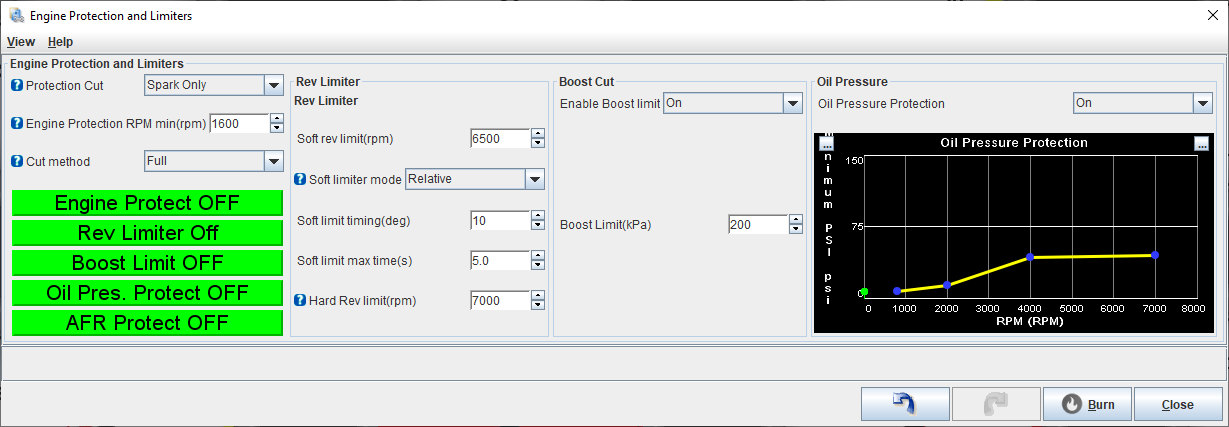 Engine Protection and Limiters
View Help
Engine Protection and Limiters
Protection Cut Spark Only
Engine Protection RPM min(rpm) 1600
Cut method Full
Engine Protect OFF
Rev Limiter Off
Boost Limit OFF
Oil Pres. Protect OFF
AFR Protect OFF
Rev Limiter
Rev Limiter
Soft rev limit(rpm) 6500
Soft limiter mode Relative
Soft limit timing(deg) 10
Soft limit max time(s) 5.0
Hard Rev limit(rpm) 7000
Boost Cut
Enable Boost limit On
Boost Limit(kPa) 200
Oil Pressure
Oil Pressure Protection On
... Oil Pressure Protection ...
nimum PSI psi
150
75
0
0 1000 2000 3000 4000 5000 6000 7000 8000
RPM (RPM)
Burn Close